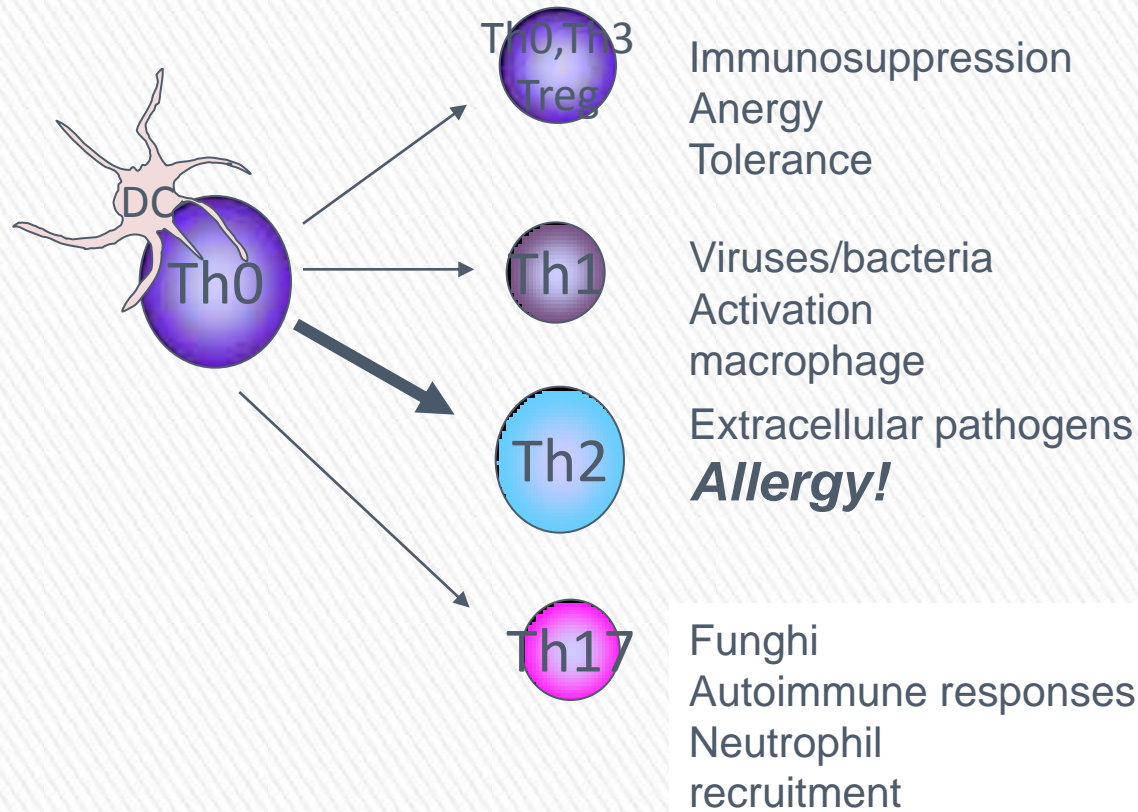 Th0,Th3
Treg
Immunosuppression
Anergy
Tolerance
DC
Th0
Th1
Viruses/bacteria
Activation
macrophage
Th2
Extracellular pathogens
Allergy!
Th17
Funghi
Autoimmune responses
Neutrophil
recruitment